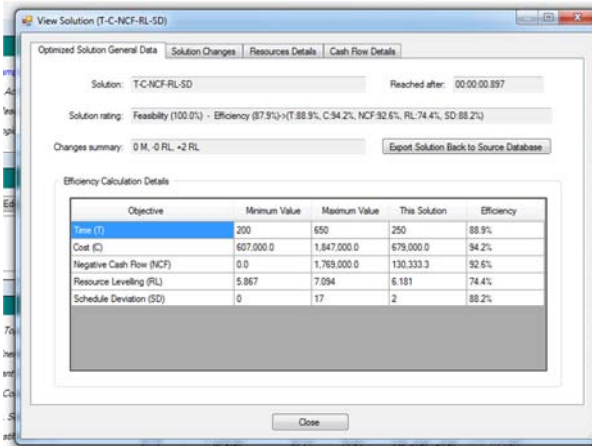 View Solution (T-C-NCF-RL-SD)
Optimized Solution General Data Solution Changes Resources Details Cash Flow Details
Solution: T-C-NCF-RL-SD Reached after: 00:00:00.897
Solution rating: Feasibility (100.0%) - Efficiency (87.9%)->(T:88.9%, C:94.2%, NCF:92.6%, RL:74.4%, SD:88.2%)
Changes summary: 0 M, -0 RL, +2 RL Export Solution Back to Source Database
Efficiency Calculation Details
Objective Minimum Value Maximum Value This Solution Efficiency
Time (T) 200 650 250 88.9%
Cost (C) 607,000.0 1,847,000.0 679,000.0 94.2%
Negative Cash Flow (NCF) 0.0 1,769,000.0 130,333.3 92.6%
Resource Levelling (RL) 5.867 7.094 6.181 74.4%
Schedule Deviation (SD) 0 17 2 88.2%
Close